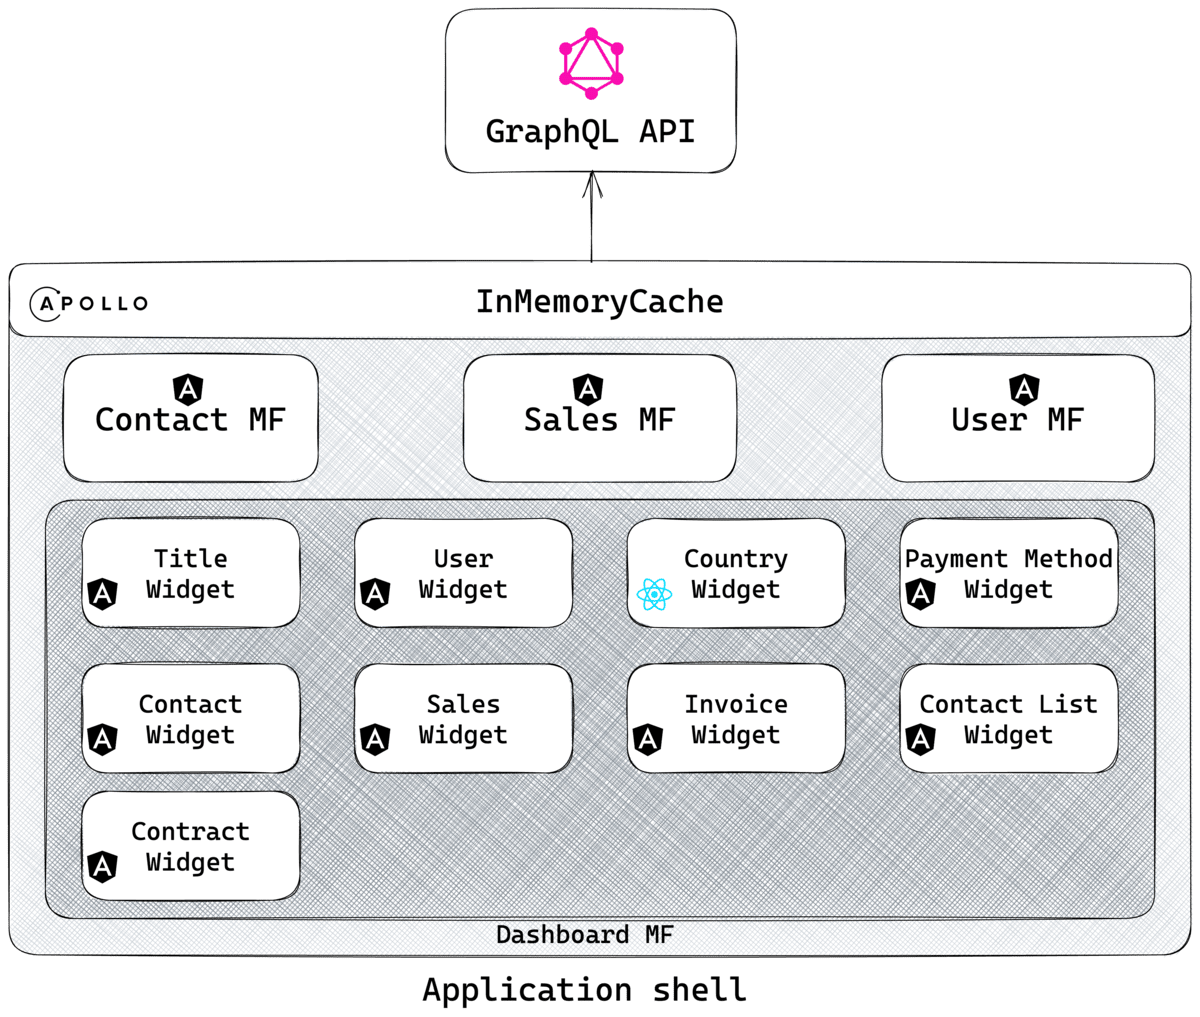 GraphQL API
APOLLO
InMemoryCache
Contact MF
Sales MF
User MF
Title
Widget
User
Widget
Country
Widget
Payment Method
Widget
Contact
Widget
Sales
Widget
Invoice
Widget
Contact List
Widget
Contract
Widget
Dashboard MF
Application shell